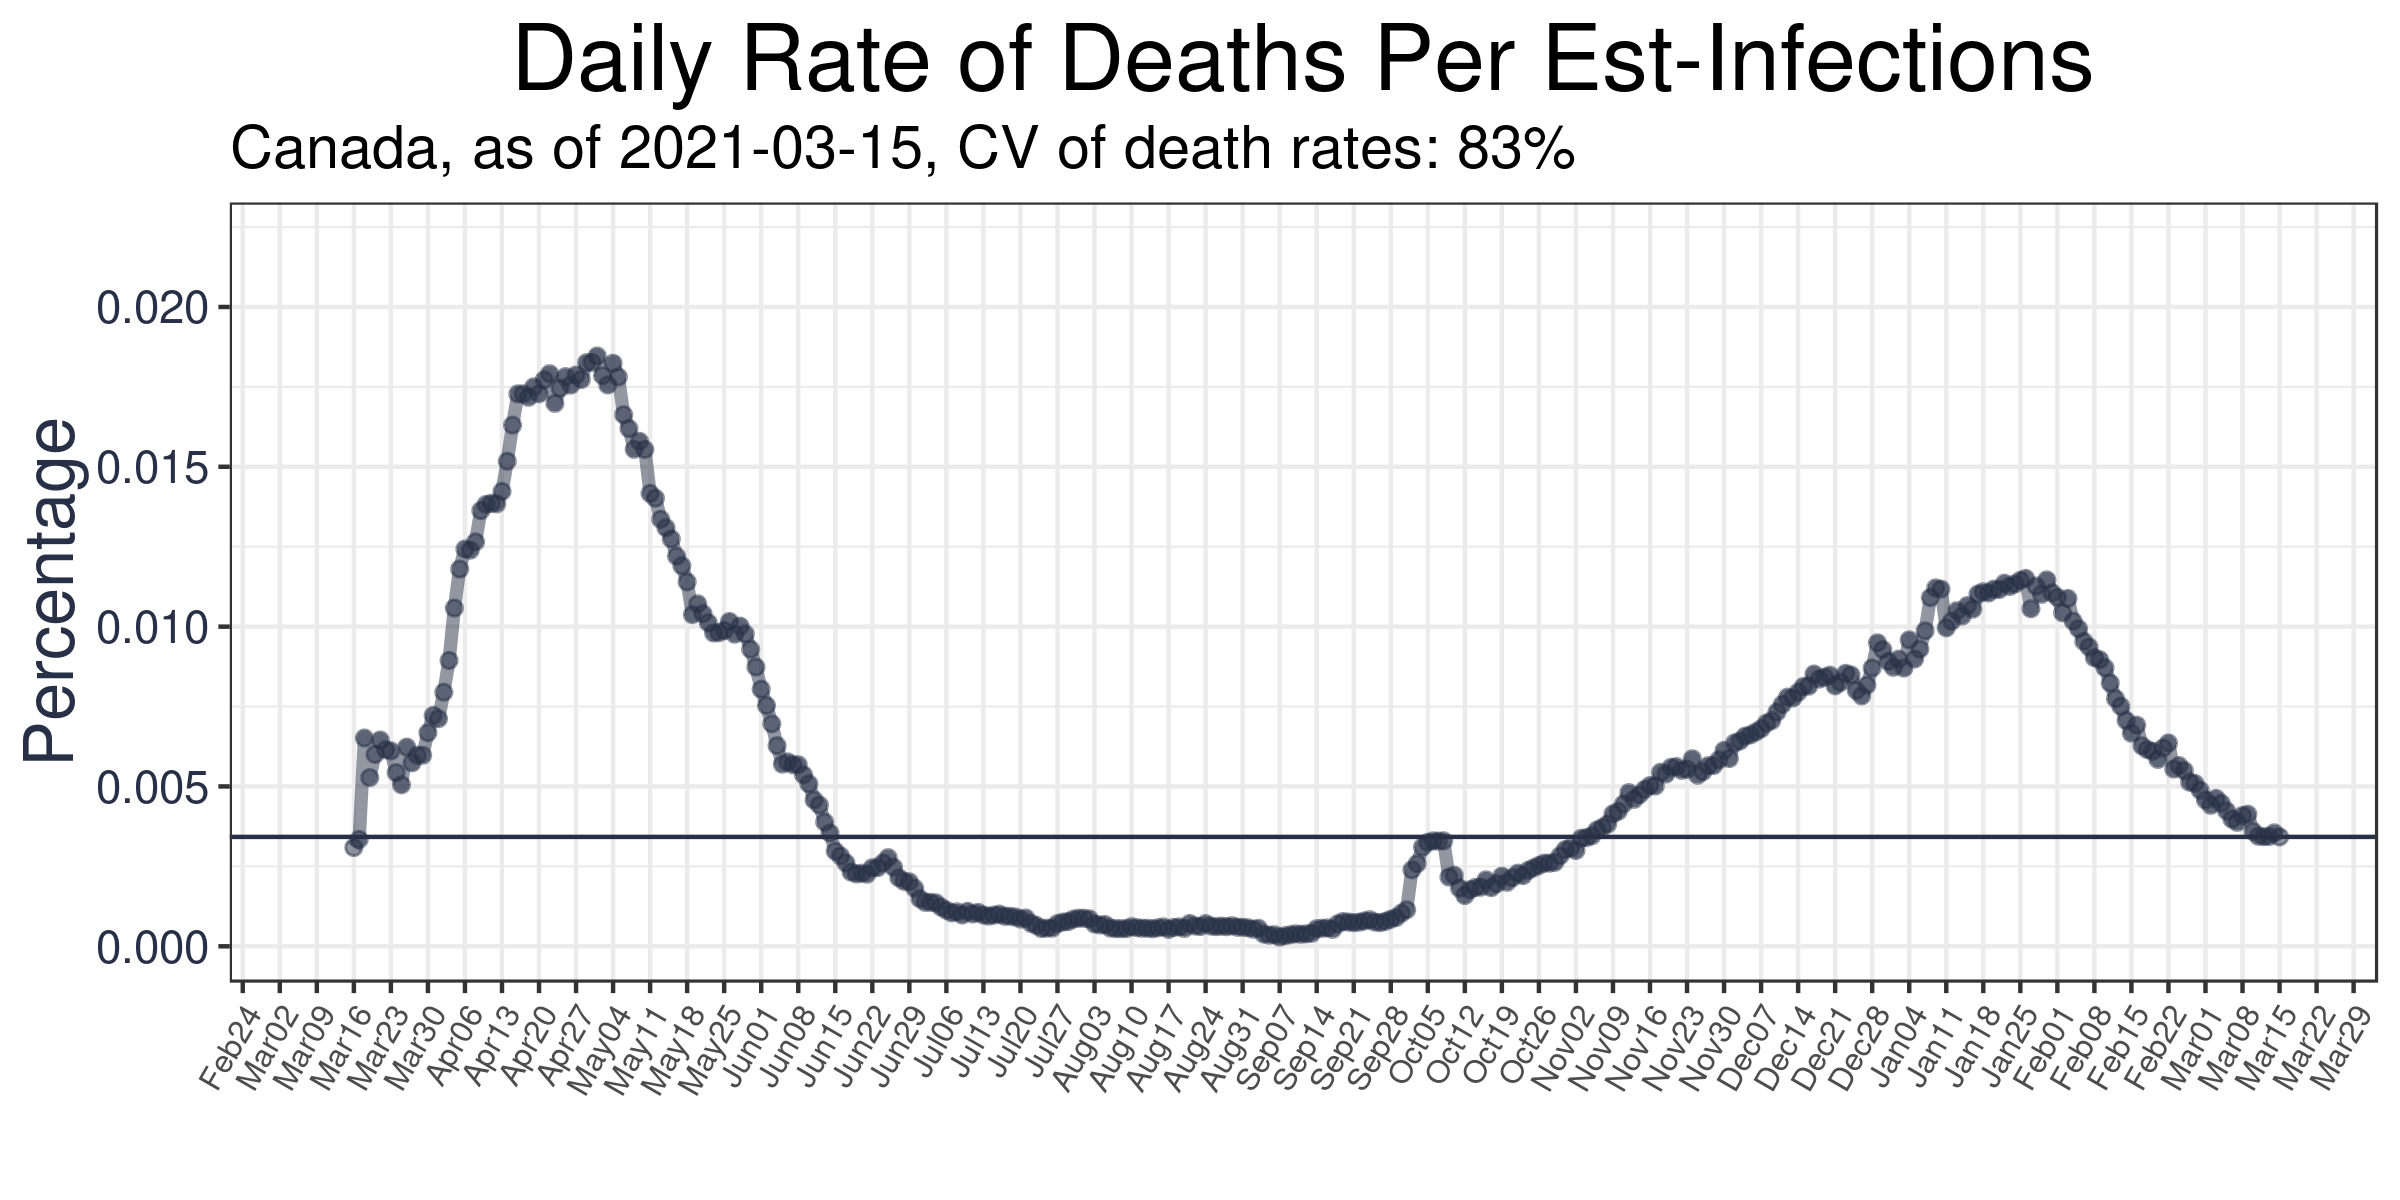 Daily Rate of Deaths Per Est-Infections
Canada, as of 2021-03-15, CV of death rates: 83%
Percentage
0.020
0.015
0.010
0.005
0.000
Feb24
Mar02
Mar09
Mar16
Mar23
Mar30
Apr06
Apr13
Apr20
Apr27
May04
May11
May18
May25
Jun01
Jun08
Jun15
Jun22
Jun29
Jul06
Jul13
Jul20
Jul27
Aug03
Aug10
Aug17
Aug24
Aug31
Sep07
Sep14
Sep21
Sep28
Oct05
Oct12
Oct19
Oct26
Nov02
Nov09
Nov16
Nov23
Nov30
Dec07
Dec14
Dec21
Dec28
Jan04
Jan11
Jan18
Jan25
Feb01
Feb08
Feb15
Feb22
Mar01
Mar08
Mar15
Mar22
Mar29